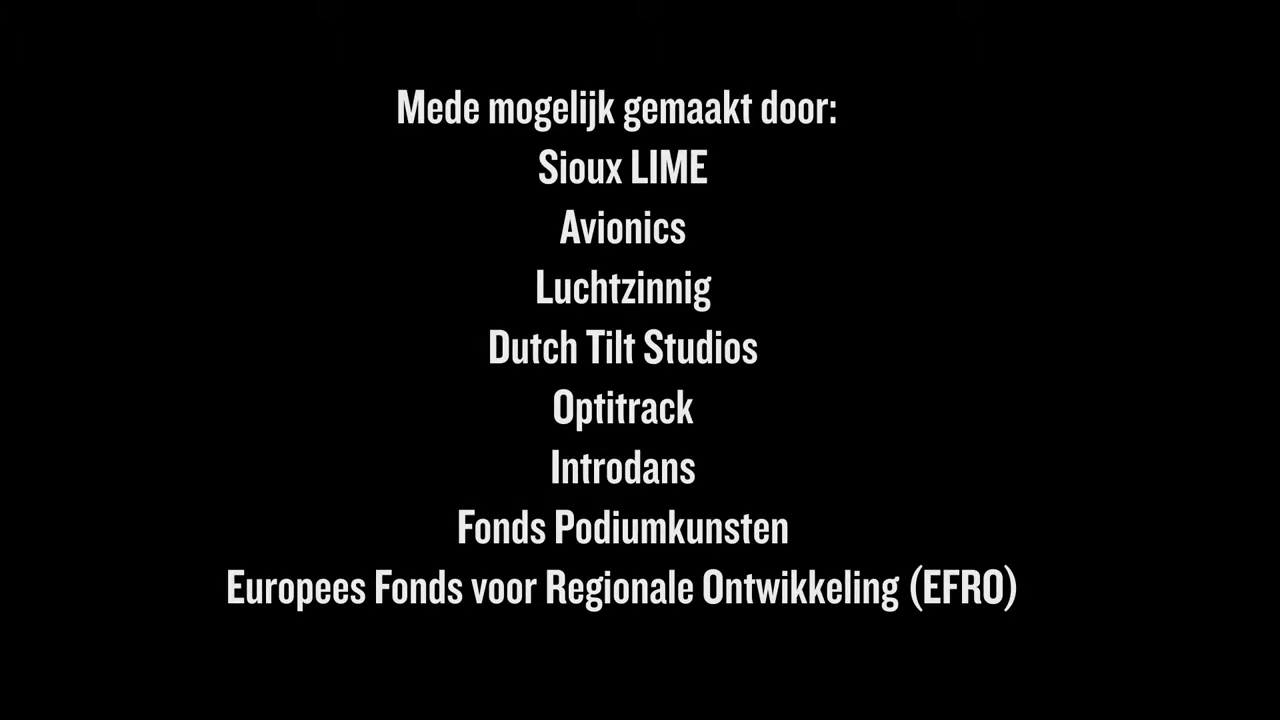 Mede mogelijk gemaakt door:
Sioux LIME
Avionics
Luchtzinnig
Dutch Tilt Studios
Optitrack
Introdans
Fonds Podiumkunsten
Europees Fonds voor Regionale Ontwikkeling (EFRO)